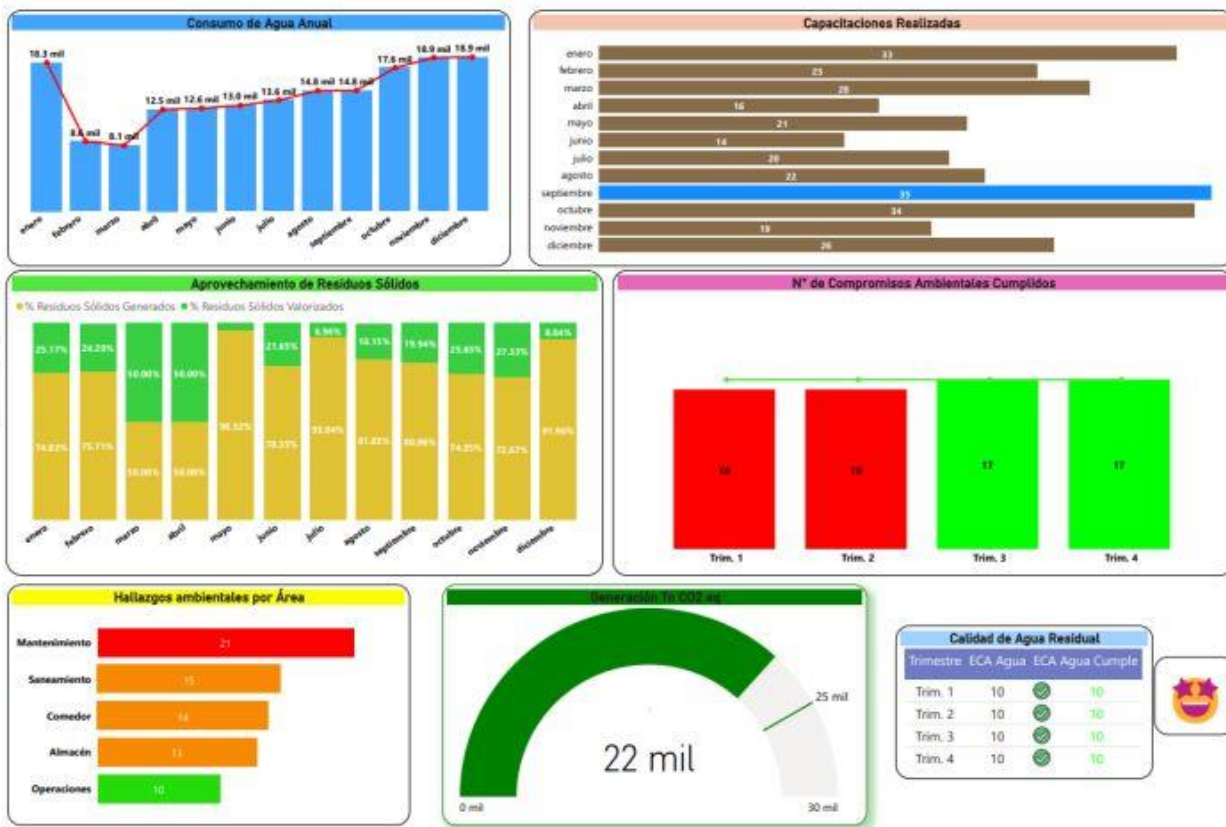 Consumo de Agua Anual
18.3 mil
8.6 mil
8.1 mil
12.5 mil
12.6 mil
13.0 mil
13.6 mil
14.8 mil
14.8 mil
17.6 mil
18.9 mil
18.9 mil
enero
febrero
marzo
abril
mayo
junio
julio
agosto
septiembre
octubre
noviembre
diciembre
Capacitaciones Realizadas
enero 33
febrero 25
marzo 28
abril 16
mayo 21
junio 14
julio 20
agosto 22
septiembre 35
octubre 34
noviembre 19
diciembre 26
Aprovechamiento de Residuos Sólidos
% Residuos Sólidos Generados % Residuos Sólidos Valorizados
25.17%
24.29%
50.00%
50.00%
21.65%
6.96%
18.15%
19.94%
25.65%
27.33%
8.04%
74.83%
75.71%
50.00%
50.00%
96.52%
78.35%
93.04%
81.85%
80.06%
74.35%
72.67%
91.96%
enero
febrero
marzo
abril
mayo
junio
julio
agosto
septiembre
octubre
noviembre
diciembre
N° de Compromisos Ambientales Cumplidos
16
16
17
17
Trim. 1
Trim. 2
Trim. 3
Trim. 4
Hallazgos ambientales por Área
Mantenimiento 21
Saneamiento 15
Comedor 14
Almacén 13
Operaciones 10
Generación Tn CO2 eq
25 mil
22 mil
0 mil
30 mil
Calidad de Agua Residual
Trimestre ECA Agua ECA Agua Cumple
Trim. 1 10 10
Trim. 2 10 10
Trim. 3 10 10
Trim. 4 10 10